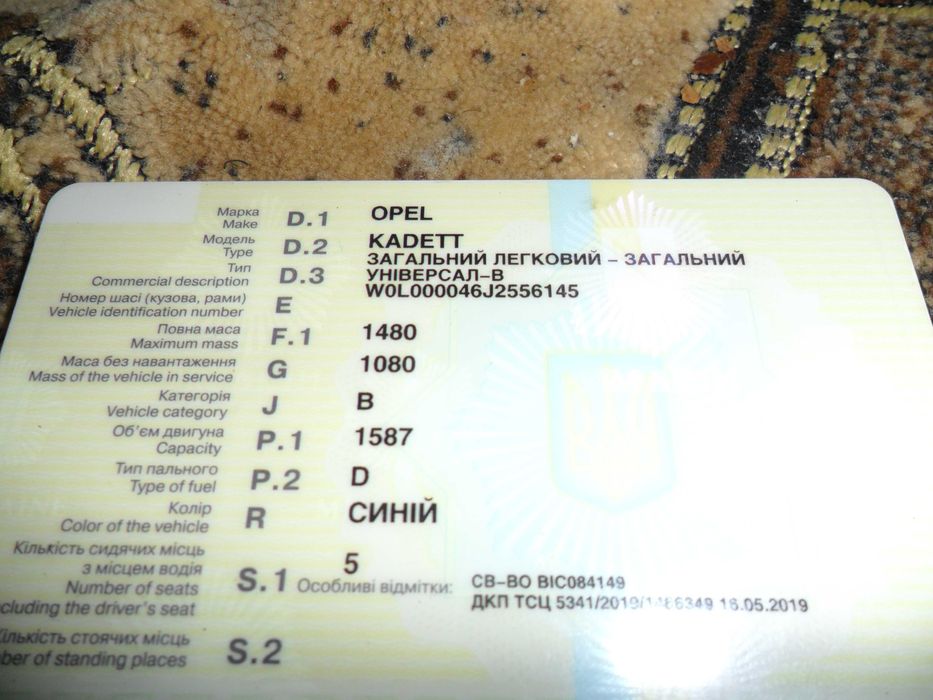 Марка D.1 OPEL
Make
Модель D.2 KADETT
Type
Тип D.3 ЗАГАЛЬНИЙ ЛЕГКОВИЙ – ЗАГАЛЬНИЙ
Commercial description УНІВЕРСАЛ-В
Номер шасі (кузова, рами) E W0L000046J2556145
Vehicle identification number
Повна маса F.1 1480
Maximum mass
Маса без навантаження G 1080
Mass of the vehicle in service
Категорія J B
Vehicle category
Об’єм двигуна P.1 1587
Capacity
Тип пального P.2 D
Type of fuel
Колір R СИНІЙ
Color of the vehicle
Кількість сидячих місць
з місцем водія S.1 5
Number of seats Особливі відмітки: СВ-ВО ВІС084149
cluding the driver’s seat ДКП ТСЦ 5341/2019/1486349 16.05.2019
Кількість стоячих місць S.2
ber of standing places